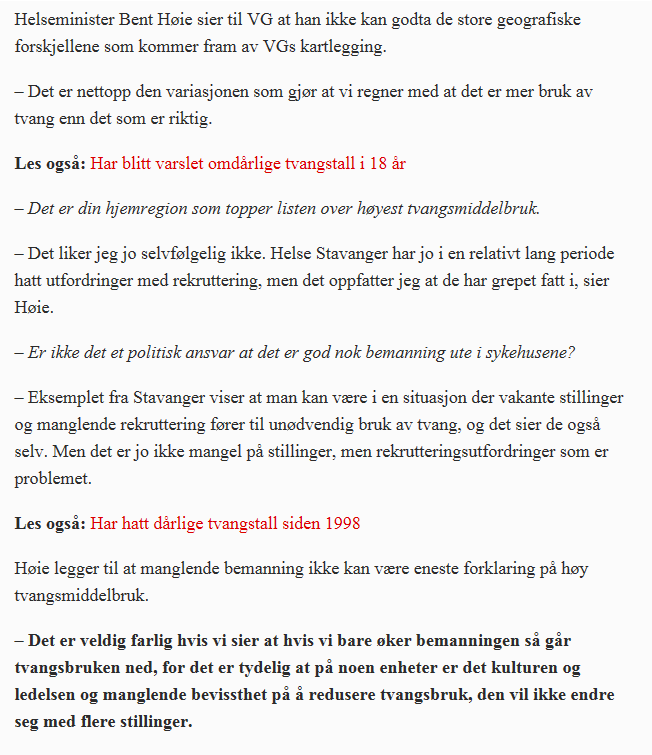 Helseminister Bent Høie sier til VG at han ikke kan godta de store geografiske
forskjellene som kommer fram av VGs kartlegging.
– Det er nettopp den variasjonen som gjør at vi regner med at det er mer bruk av
tvang enn det som er riktig.
Les også: Har blitt varslet omdårlige tvangstall i 18 år
– Det er din hjemregion som topper listen over høyest tvangsmiddelbruk.
– Det liker jeg jo selvfølgelig ikke. Helse Stavanger har jo i en relativt lang periode
hatt utfordringer med rekruttering, men det oppfatter jeg at de har grepet fatt i, sier
Høie.
– Er ikke det et politisk ansvar at det er god nok bemanning ute i sykehusene?
– Eksemplet fra Stavanger viser at man kan være i en situasjon der vakante stillinger
og manglende rekruttering fører til unødvendig bruk av tvang, og det sier de også
selv. Men det er jo ikke mangel på stillinger, men rekrutteringsutfordringer som er
problemet.
Les også: Har hatt dårlige tvangstall siden 1998
Høie legger til at manglende bemanning ikke kan være eneste forklaring på høy
tvangsmiddelbruk.
– Det er veldig farlig hvis vi sier at hvis vi bare øker bemanningen så går
tvangsbruken ned, for det er tydelig at på noen enheter er det kulturen og
ledelsen og manglende bevissthet på å redusere tvangsbruk, den vil ikke endre
seg med flere stillinger.